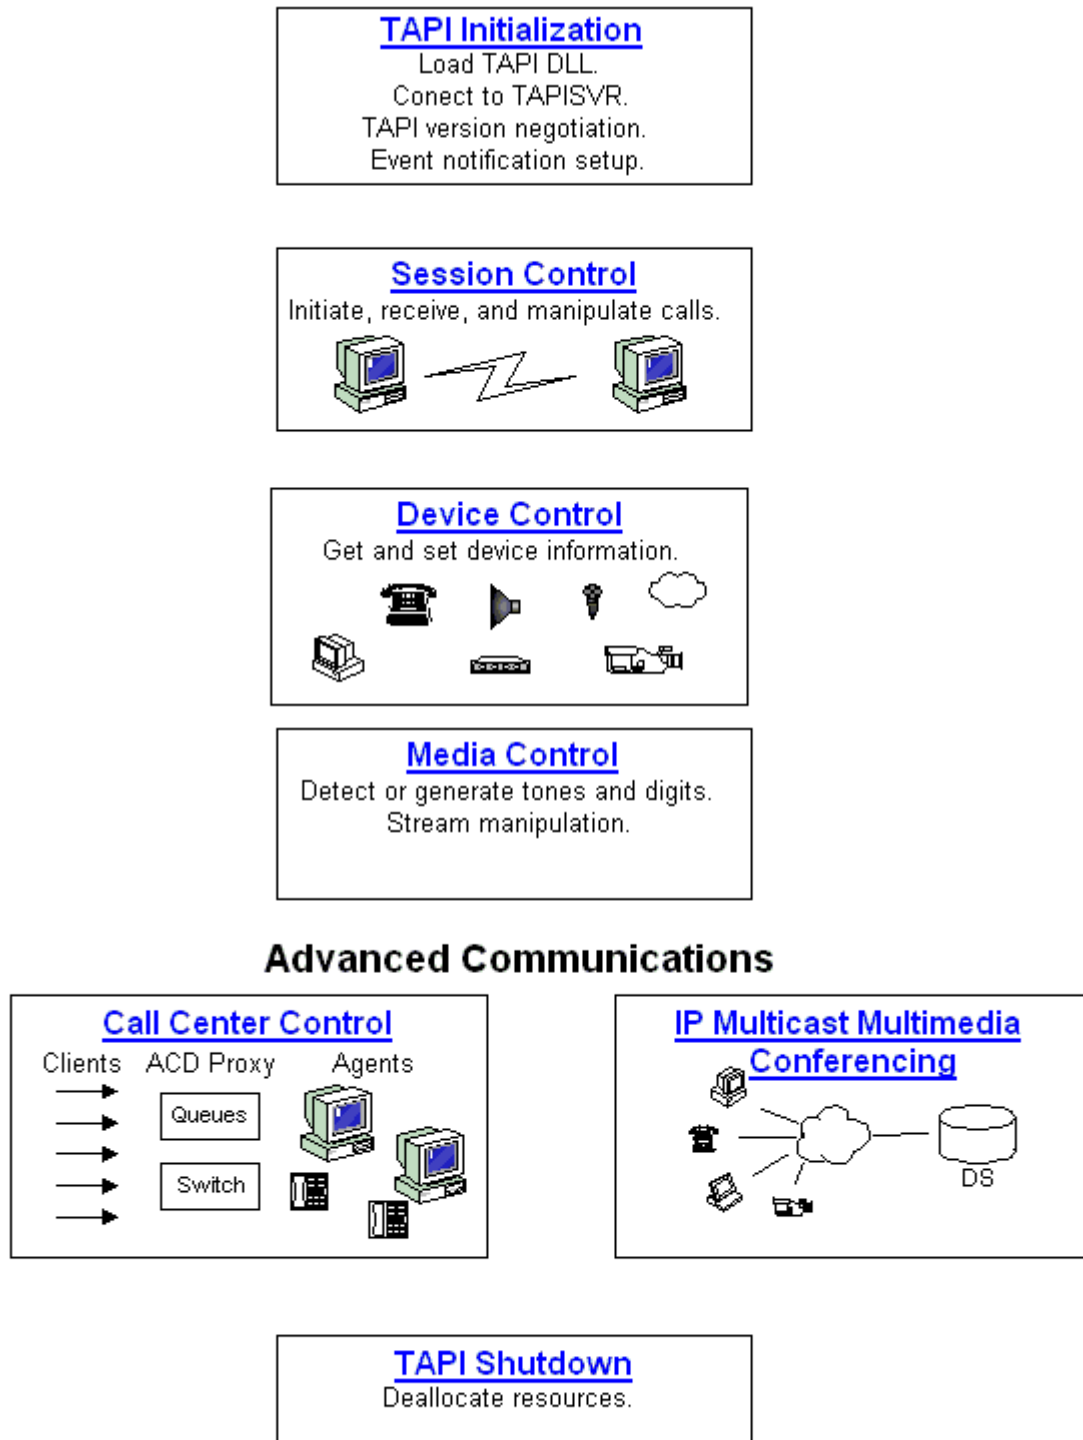 TAPI Initialization
Load TAPI DLL.
Conect to TAPISVR.
TAPI version negotiation.
Event notification setup.
Session Control
Initiate, receive, and manipulate calls.
Device Control
Get and set device information.
Media Control
Detect or generate tones and digits.
Stream manipulation.
Advanced Communications
Call Center Control
Clients ACD Proxy Agents
Queues
Switch
IP Multicast Multimedia
Conferencing
DS
TAPI Shutdown
Deallocate resources.